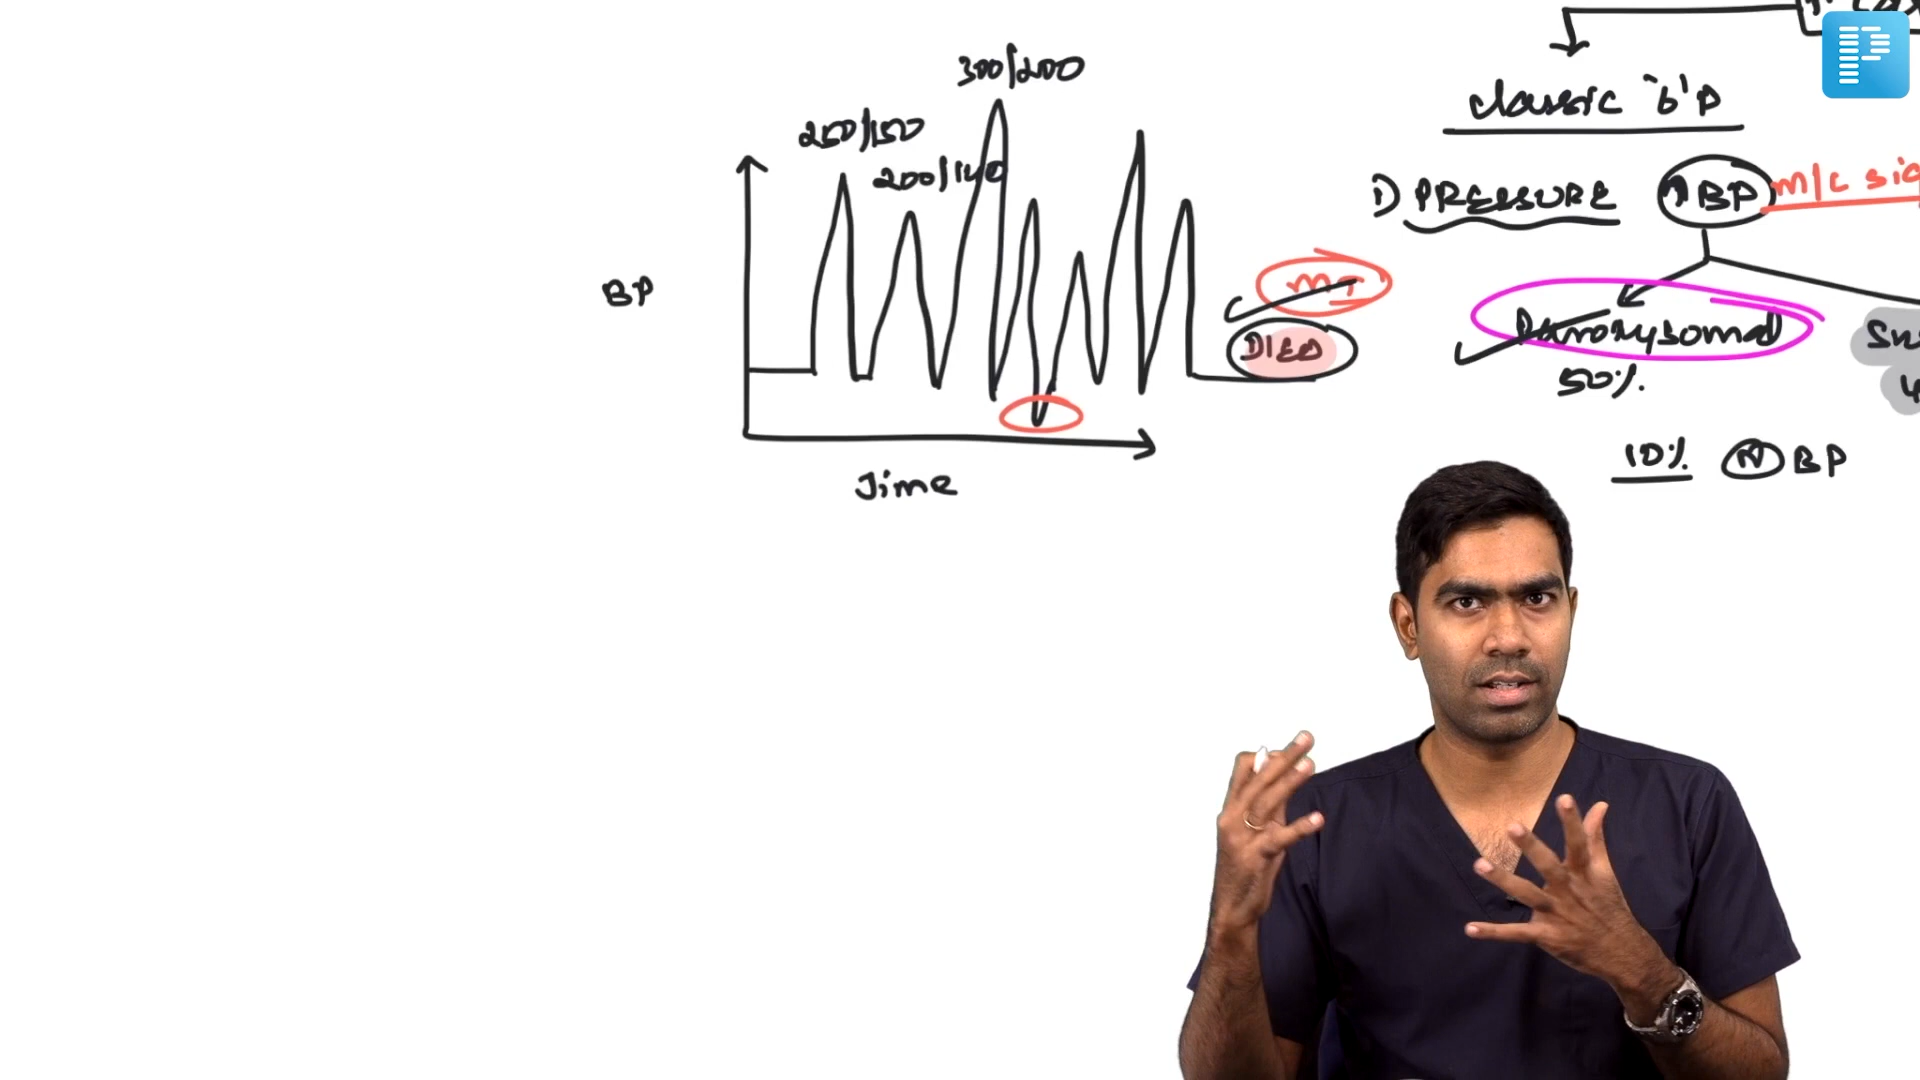 300/200
250/150
200/140
BP
Time
MI
DIED
classic '6' P
1) PRESSURE
↑BP
m/c sig
Paroxysomal
50%
10% N BP